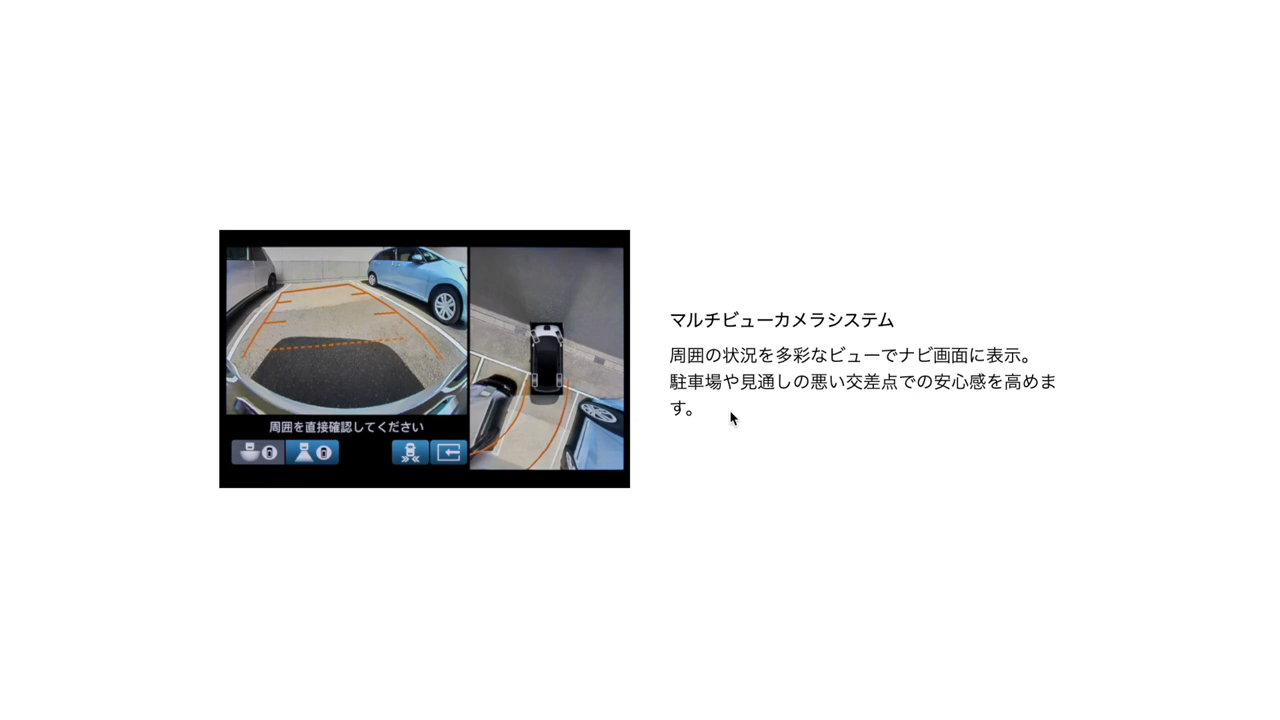 周囲を直接確認してください
マルチビューカメラシステム
周囲の状況を多彩なビューでナビ画面に表示。
駐車場や見通しの悪い交差点での安心感を高めま
す。